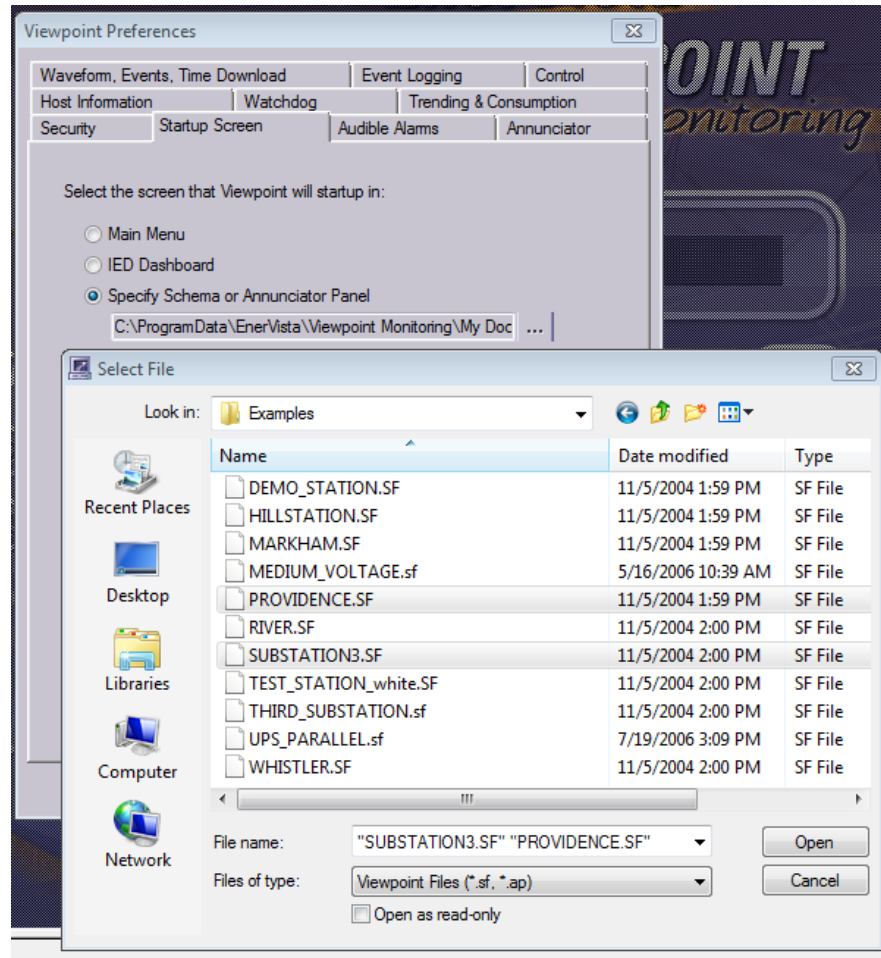 Viewpoint Preferences
OINT
onitoring
Waveform, Events, Time Download Event Logging Control
Host Information Watchdog Trending & Consumption
Security Startup Screen Audible Alarms Annunciator
Select the screen that Viewpoint will startup in:
Main Menu
IED Dashboard
Specify Schema or Annunciator Panel
C:\ProgramData\EnerVista\Viewpoint Monitoring\My Doc ...
Select File
Look in: Examples
Name Date modified Type
DEMO_STATION.SF 11/5/2004 1:59 PM SF File
HILLSTATION.SF 11/5/2004 1:59 PM SF File
MARKHAM.SF 11/5/2004 1:59 PM SF File
MEDIUM_VOLTAGE.sf 5/16/2006 10:39 AM SF File
PROVIDENCE.SF 11/5/2004 1:59 PM SF File
RIVER.SF 11/5/2004 2:00 PM SF File
SUBSTATION3.SF 11/5/2004 2:00 PM SF File
TEST_STATION_white.SF 11/5/2004 2:00 PM SF File
THIRD_SUBSTATION.sf 11/5/2004 2:00 PM SF File
UPS_PARALLEL.sf 7/19/2006 3:09 PM SF File
WHISTLER.SF 11/5/2004 2:00 PM SF File
Recent Places
Desktop
Libraries
Computer
Network
File name: "SUBSTATION3.SF" "PROVIDENCE.SF" Open
Files of type: Viewpoint Files (*.sf, *.ap) Cancel
Open as read-only